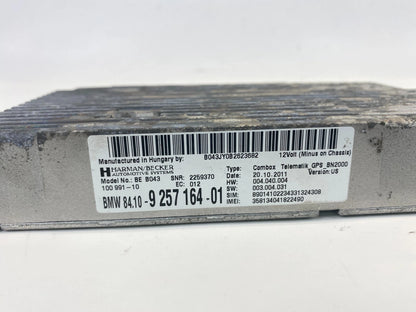 Manufactured in Hungary by: B043JY0B2623682 12Volt (Minus on Chassis)
HARMAN/BECKER
AUTOMOTIVE SYSTEMS
Type: Combox Telematik GPS BN2000
Model No.: BE B043 SNR: 2259370 Date: 20.10.2011 Version: US
100 991-10 EC: 012 HW: 004.040.004
SW: 003.004.031
BMW 84.10-9 257 164-01 SIM: 89014102234331324308
IMEI: 358134041822490